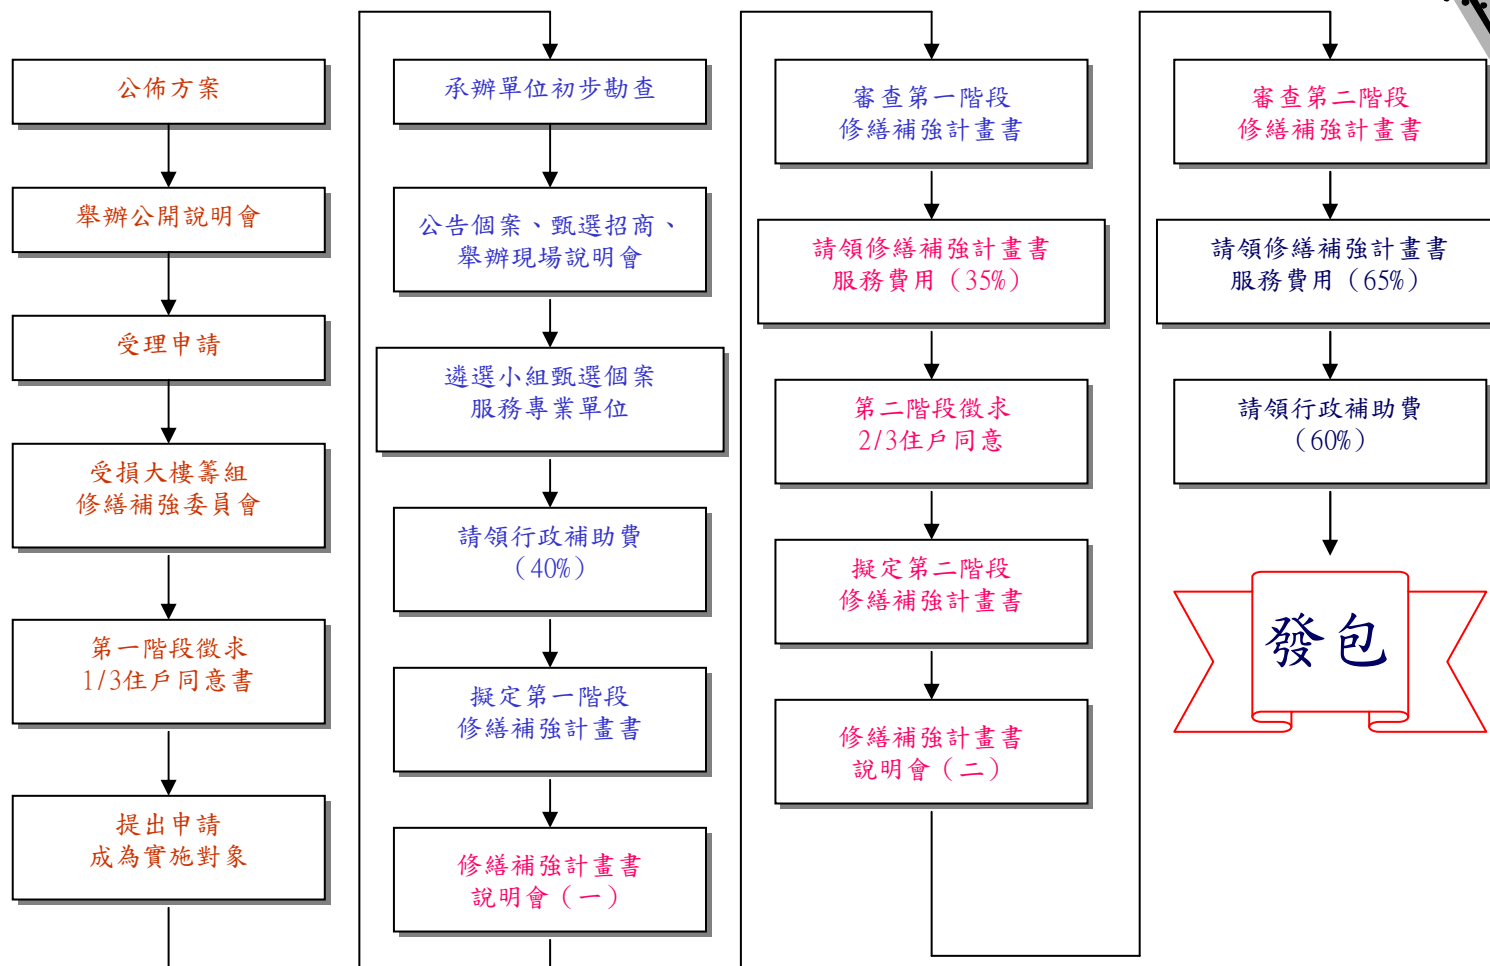 公佈方案
舉辦公開說明會
受理申請
受損大樓籌組
修繕補強委員會
第一階段徵求
1/3住戶同意書
提出申請
成為實施對象
承辦單位初步勘查
公告個案、甄選招商、
舉辦現場說明會
遴選小組甄選個案
服務專業單位
請領行政補助費
（40%）
擬定第一階段
修繕補強計畫書
修繕補強計畫書
說明會（一）
審查第一階段
修繕補強計畫書
請領修繕補強計畫書
服務費用（35%）
第二階段徵求
2/3住戶同意
擬定第二階段
修繕補強計畫書
修繕補強計畫書
說明會（二）
審查第二階段
修繕補強計畫書
請領修繕補強計畫書
服務費用（65%）
請領行政補助費
（60%）
發包